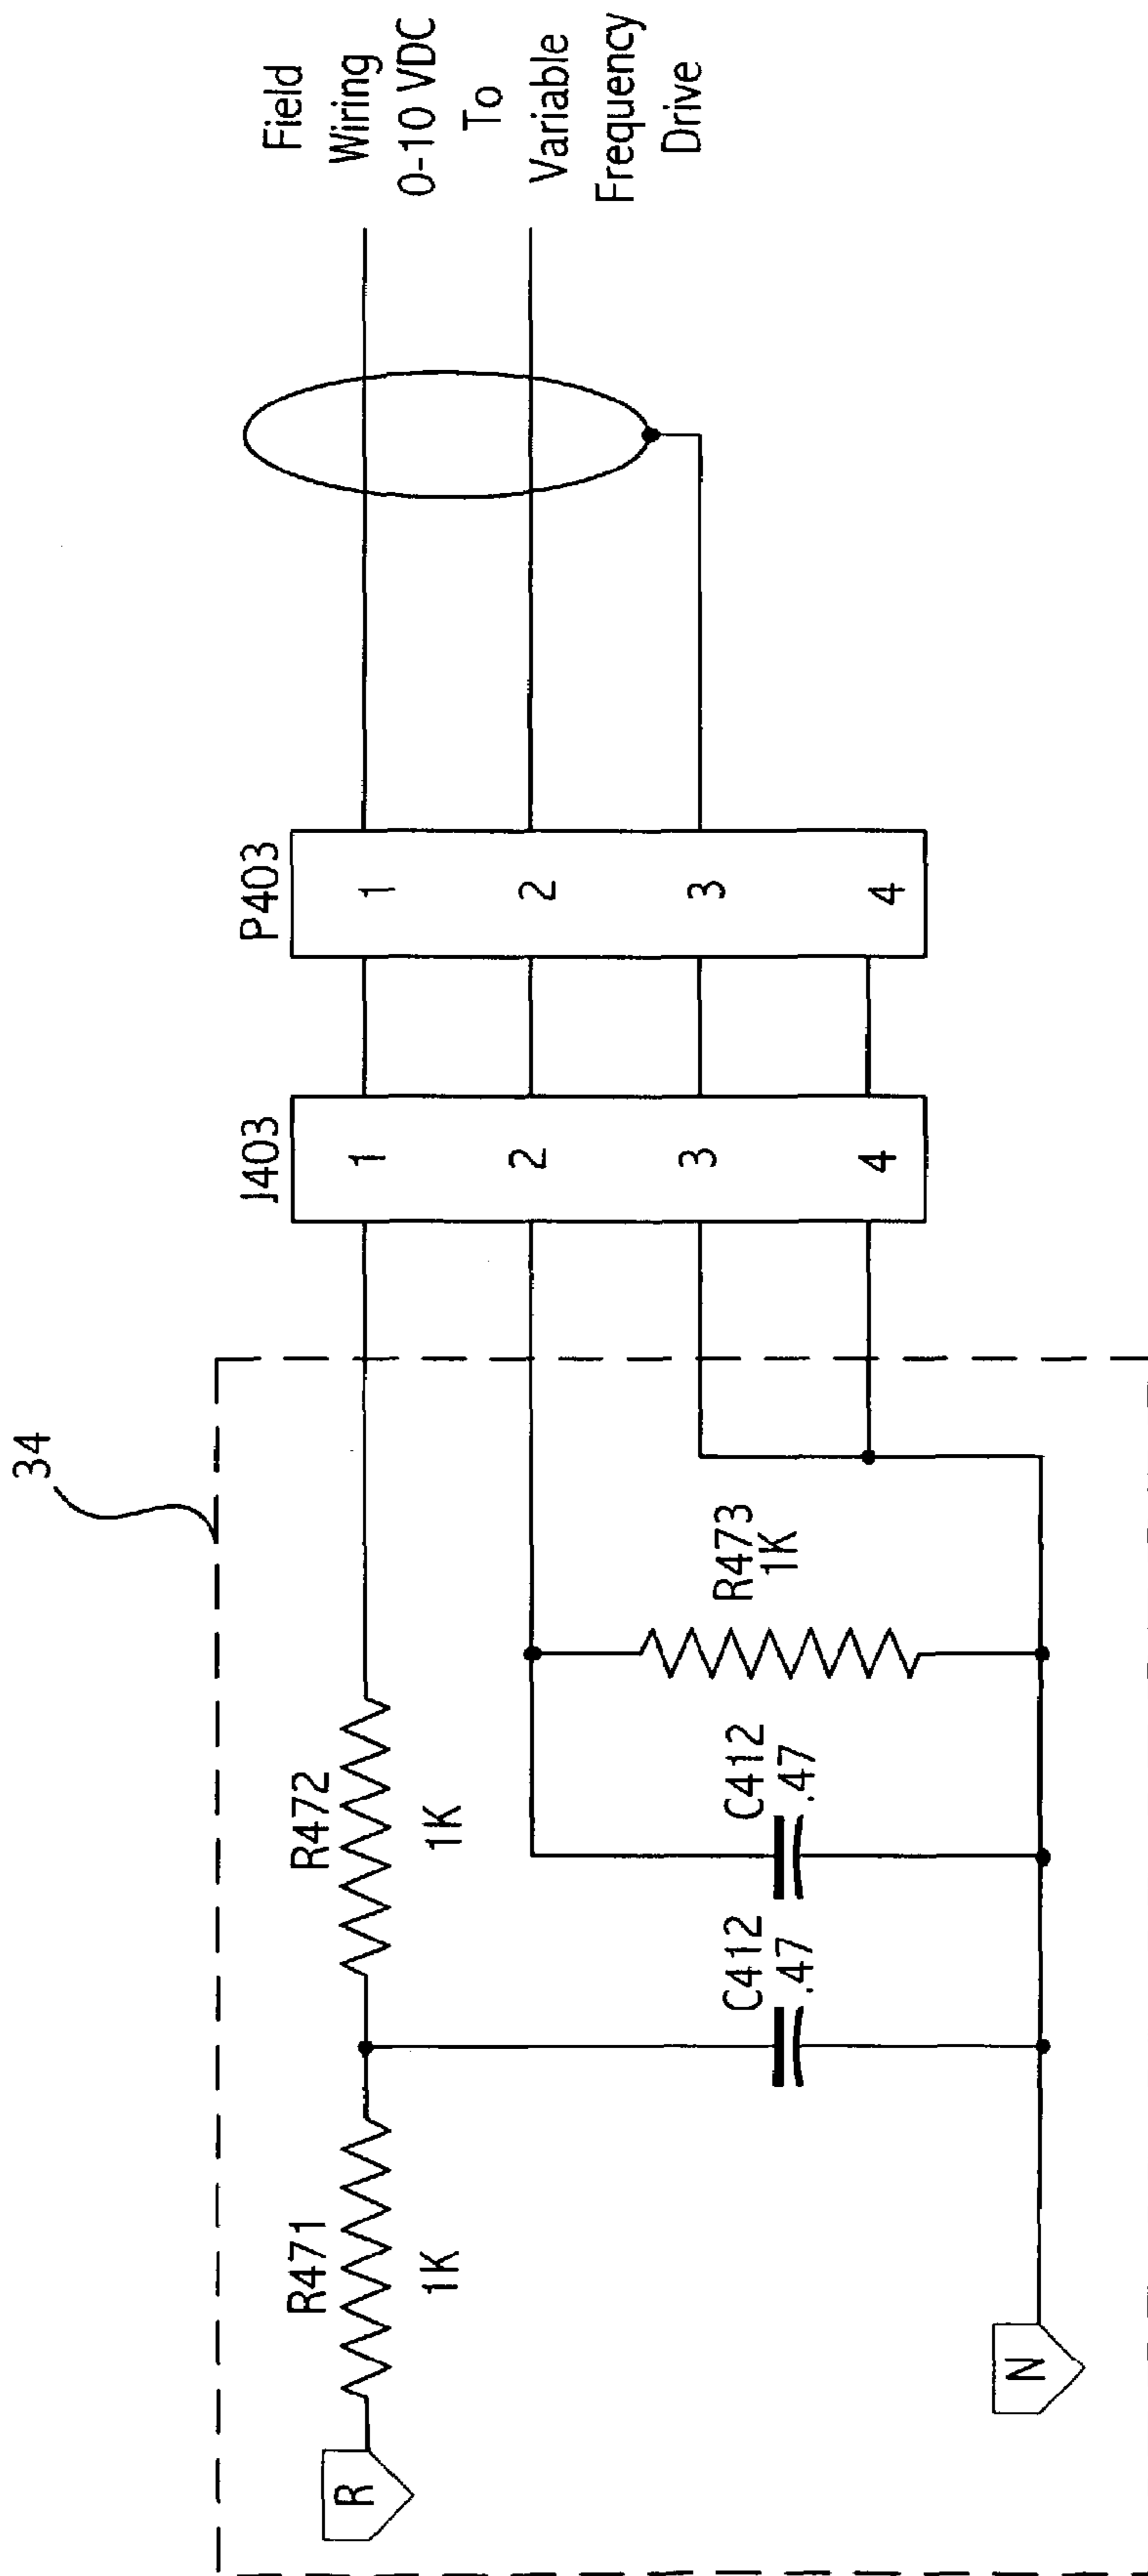 34
R471
1K
R472
1K
C412
.47
C412
.47
R473
1K
R
N
J403
1
2
3
4
P403
1
2
3
4
Field
Wiring
0-10 VDC
To
Variable
Frequency
Drive